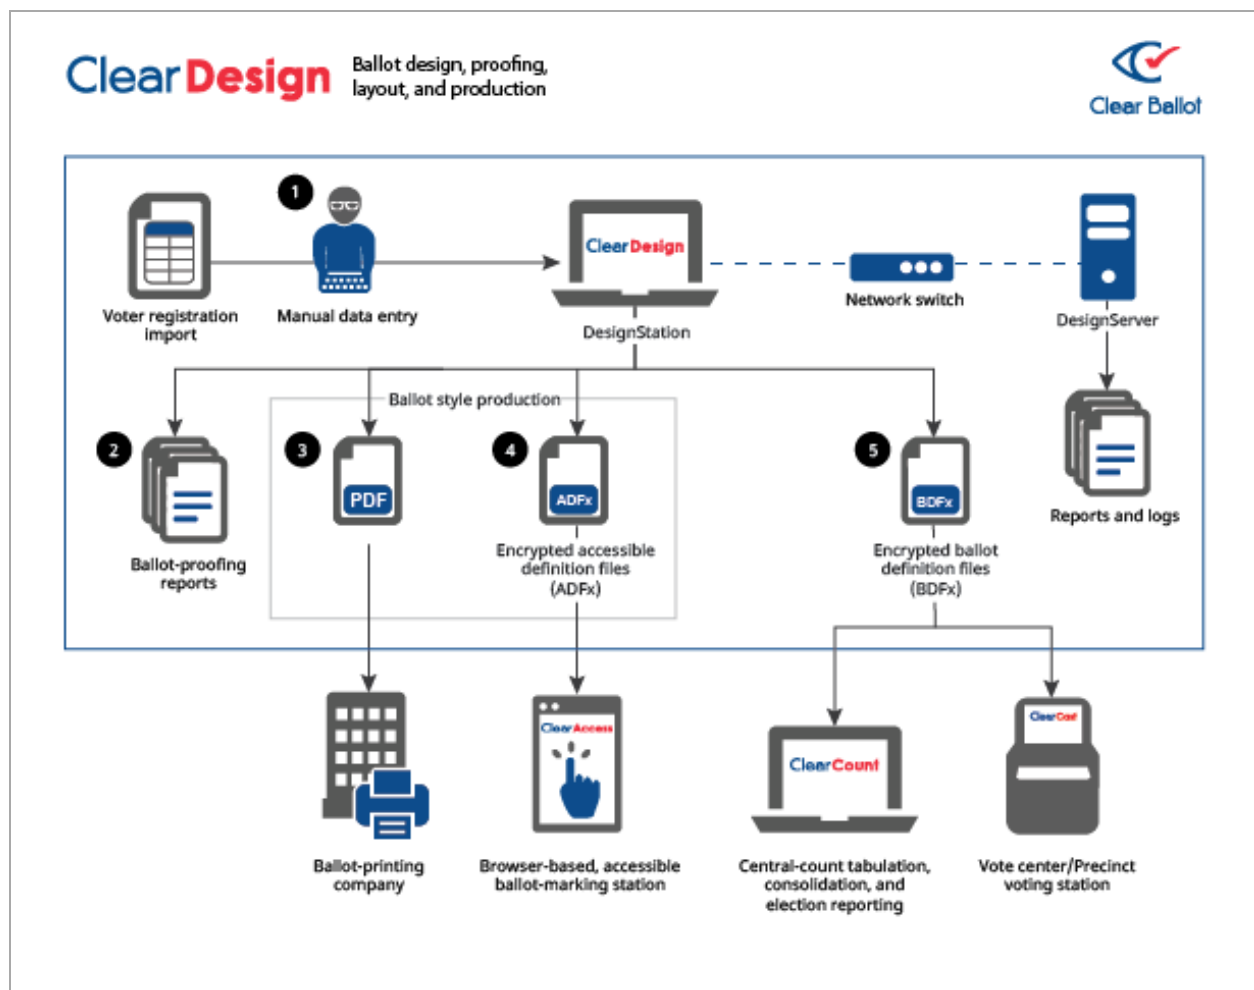 ClearDesign
Ballot design, proofing,
layout, and production
Clear Ballot
1
Voter registration
import
Manual data entry
ClearDesign
DesignStation
Network switch
DesignServer
Ballot style production
2
Ballot-proofing
reports
3
PDF
4
ADFx
Encrypted accessible
definition files
(ADFx)
5
BDFx
Encrypted ballot
definition files
(BDFx)
Reports and logs
Ballot-printing
company
ClearAccess
Browser-based, accessible
ballot-marking station
ClearCount
Central-count tabulation,
consolidation, and
election reporting
ClearCast
Vote center/Precinct
voting station